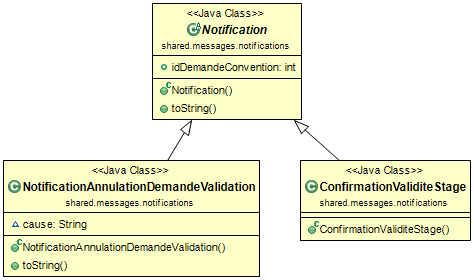 <<Java Class>>
Notification
shared.messages.notifications
idDemandeConvention: int
Notification()
toString()
<<Java Class>>
NotificationAnnulationDemandeValidation
shared.messages.notifications
cause: String
NotificationAnnulationDemandeValidation()
toString()
<<Java Class>>
ConfirmationValiditeStage
shared.messages.notifications
ConfirmationValiditeStage()